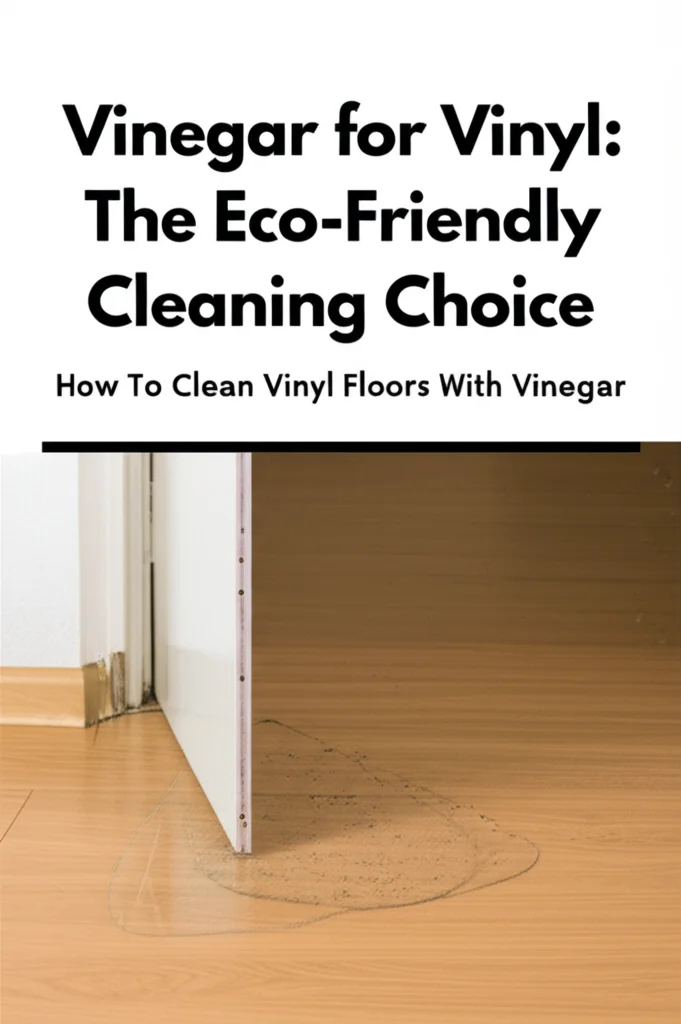 Vinegar for Vinyl:
The Eco-Friendly
Cleaning Choice
How To Clean Vinyl Floors With Vinegar